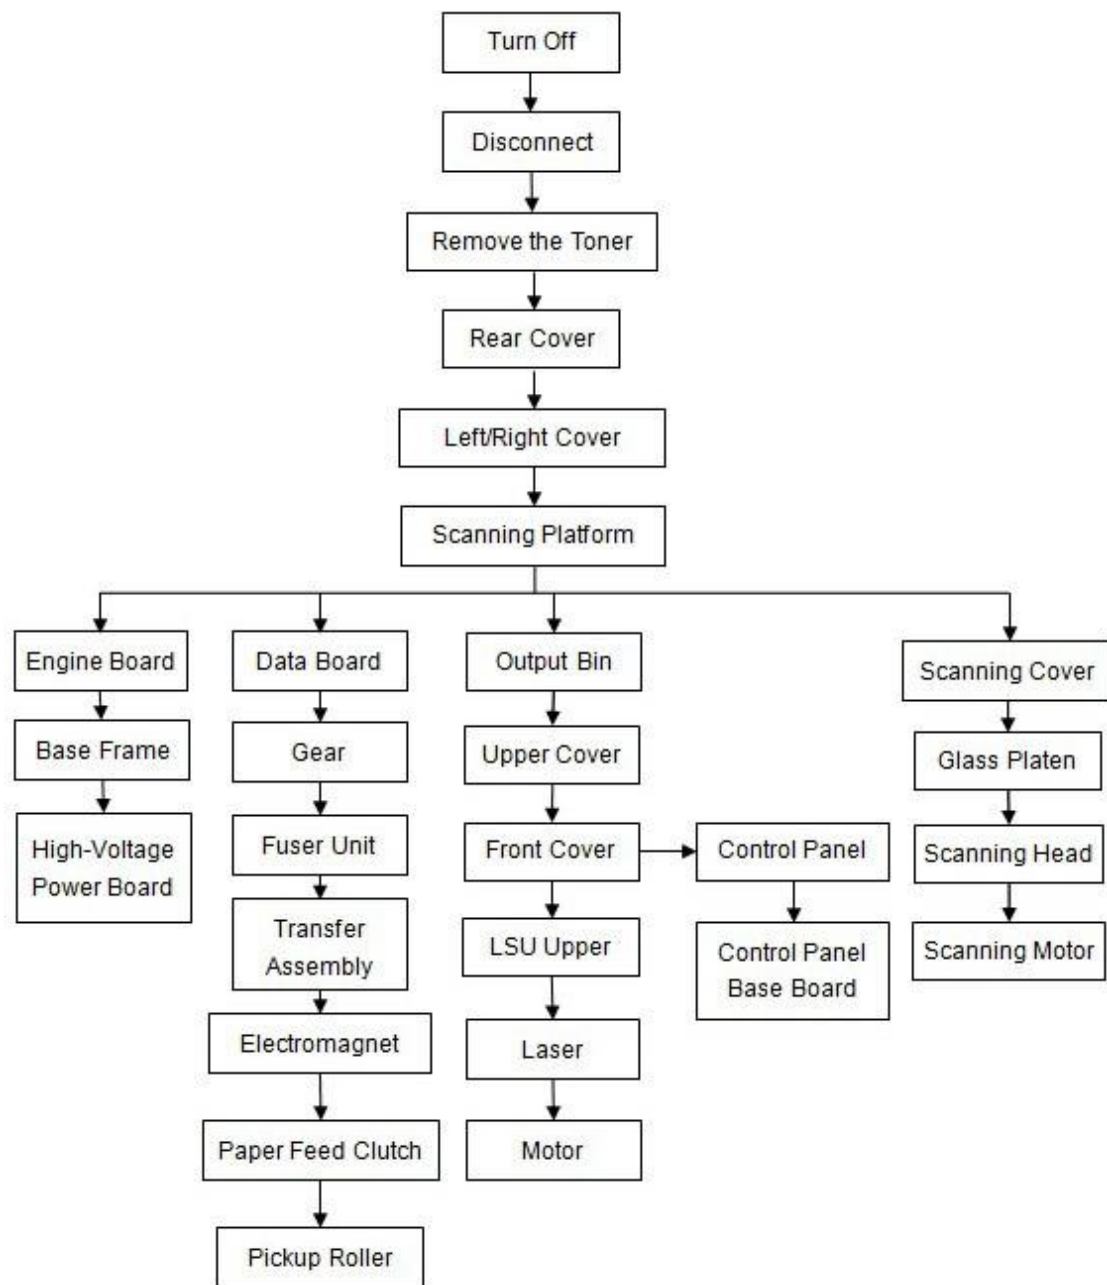 Turn Off
Disconnect
Remove the Toner
Rear Cover
Left/Right Cover
Scanning Platform
Engine Board
Base Frame
High-Voltage
Power Board
Data Board
Gear
Fuser Unit
Transfer
Assembly
Electromagnet
Paper Feed Clutch
Pickup Roller
Output Bin
Upper Cover
Front Cover
LSU Upper
Laser
Motor
Control Panel
Control Panel
Base Board
Scanning Cover
Glass Platen
Scanning Head
Scanning Motor